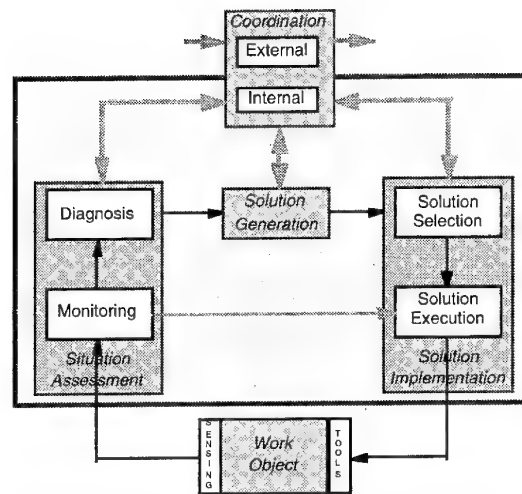 Coordination
External
Internal
Diagnosis
Monitoring
Situation
Assessment
Solution
Generation
Solution
Selection
Solution
Execution
Solution
Implementation
SENSING
Work
Object
TOOLS